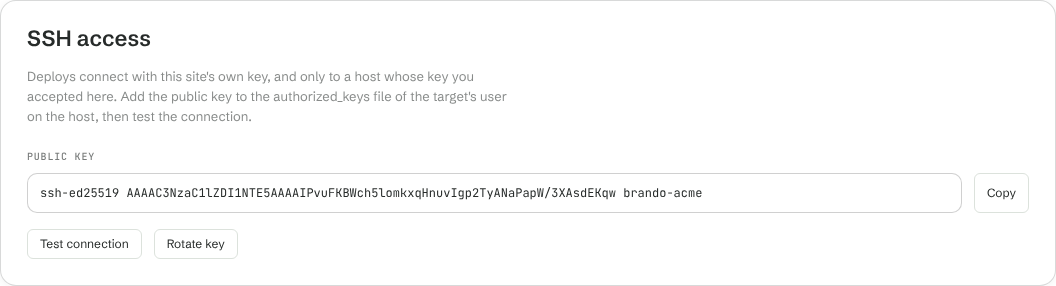 SSH access
Deploys connect with this site's own key, and only to a host whose key you
accepted here. Add the public key to the authorized_keys file of the target's user
on the host, then test the connection.
PUBLIC KEY
ssh-ed25519 AAAAC3NzaC1lZDI1NTE5AAAAIPvuFKBWch5lomkxqHnuvIgp2TyANaPapW/3XAsdEKqw brando-acme
Copy
Test connection
Rotate key